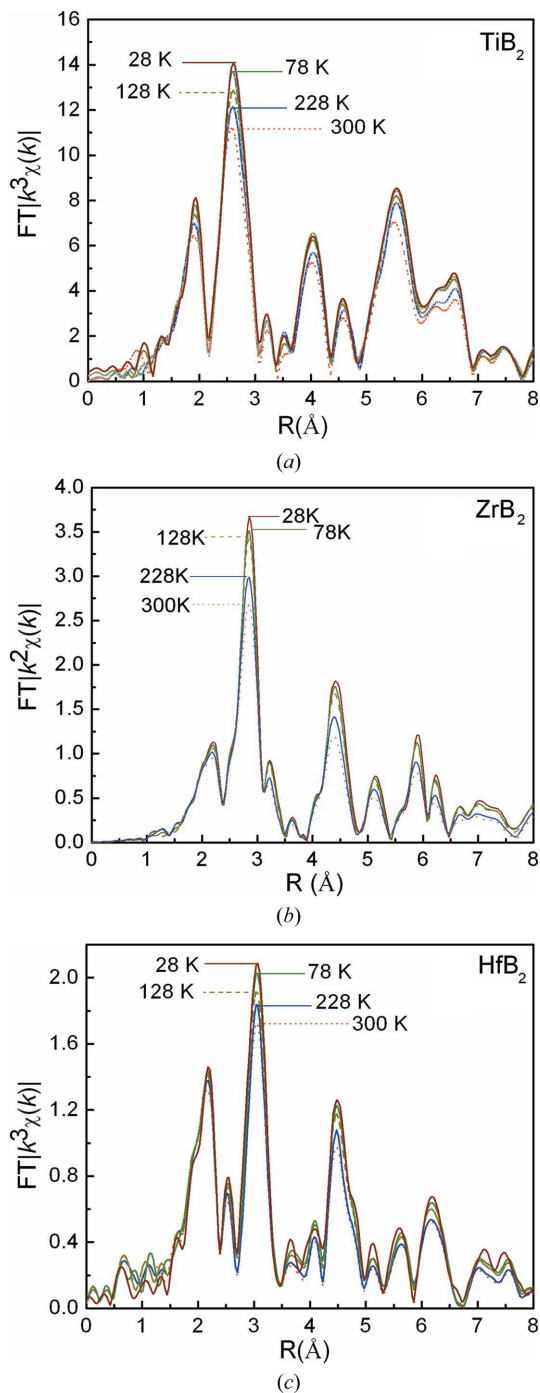 TiB₂
28 K
78 K
128 K
228 K
300 K
FT|k³χ(k)|
16
14
12
10
8
6
4
2
0
0 1 2 3 4 5 6 7 8
R(Å)
(a)
ZrB₂
28K
78K
128K
228K
300K
FT|k²χ(k)|
4.0
3.5
3.0
2.5
2.0
1.5
1.0
0.5
0.0
0 1 2 3 4 5 6 7 8
R (Å)
(b)
HfB₂
28 K
78 K
128 K
228 K
300 K
FT|k³χ(k)|
2.0
1.6
1.2
0.8
0.4
0.0
0 1 2 3 4 5 6 7 8
R(Å)
(c)